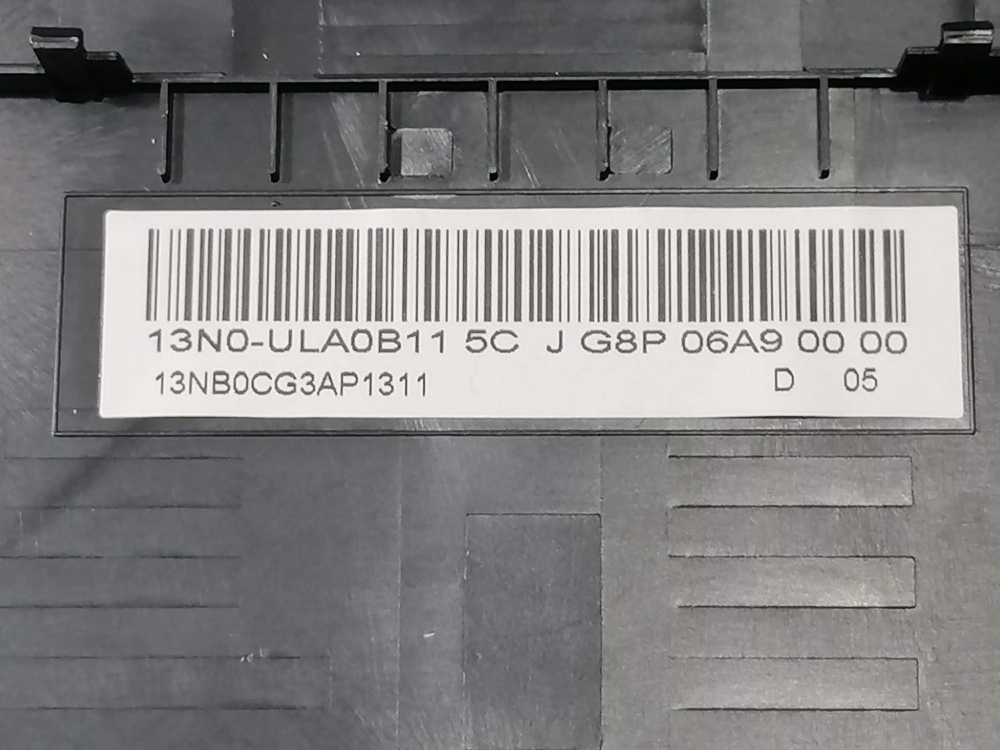 13N0-ULA0B11 5C J G8P 06A9 00 00
13NB0CG3AP1311 D 05